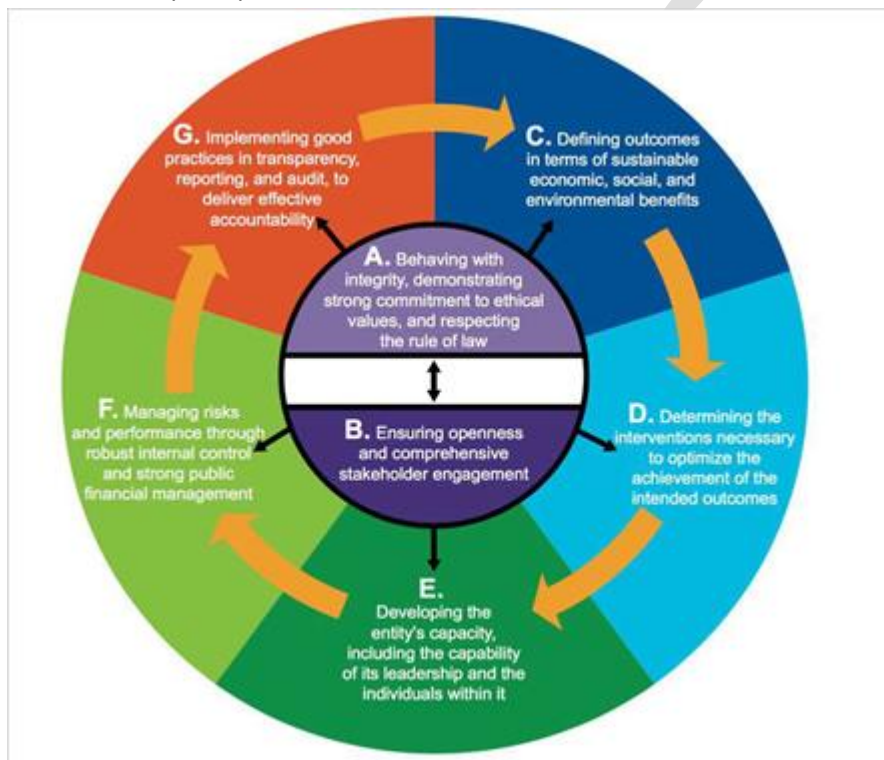 G. Implementing good
practices in transparency,
reporting, and audit, to
deliver effective
accountability
C. Defining outcomes
in terms of sustainable
economic, social, and
environmental benefits
A. Behaving with
integrity, demonstrating
strong commitment to ethical
values, and respecting
the rule of law
B. Ensuring openness
and comprehensive
stakeholder engagement
D. Determining the
interventions necessary
to optimize the
achievement of the
intended outcomes
E.
Developing the
entity's capacity,
including the capability
of its leadership and the
individuals within it
F. Managing risks
and performance through
robust internal control
and strong public
financial management